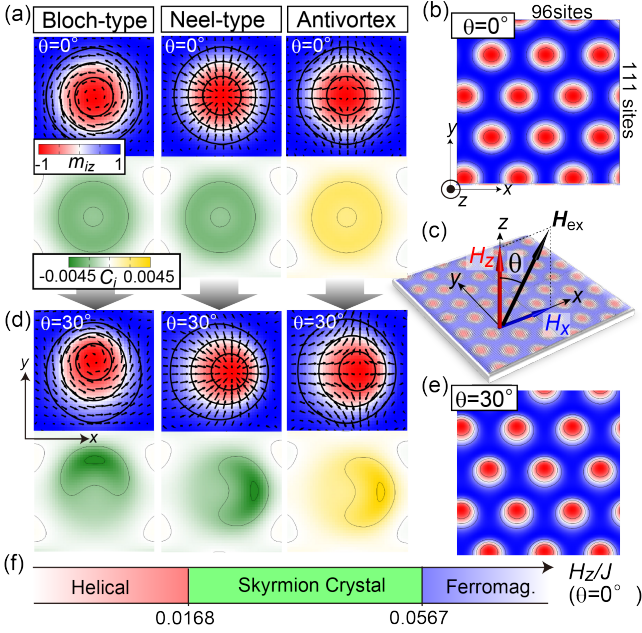 (a) Bloch-type Neel-type Antivortex
θ=0° θ=0° θ=0°
-1 m_iz 1
-0.0045 C_i 0.0045
(b) 96sites
θ=0°
111 sites
y
z x
(c) z H_ex
H_z θ
y x
H_x
(d) θ=30° θ=30° θ=30°
y
x
(e)
θ=30°
(f) H_z/J
Helical Skyrmion Crystal Ferromag. (θ=0°)
0.0168 0.0567